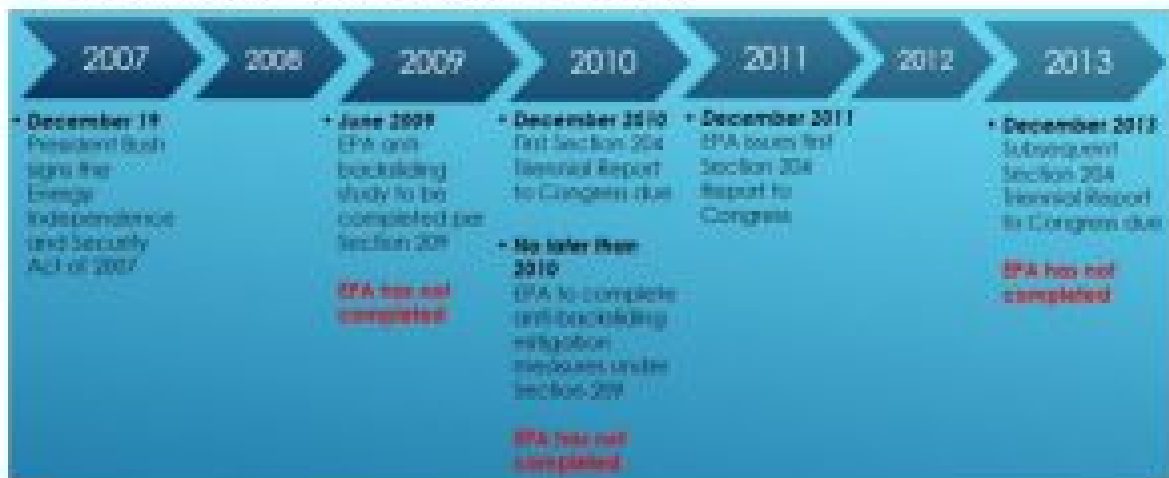 2007
2008
2009
2010
2011
2012
2013
• December 19
President Bush
signs the
Energy
Independence
and Security
Act of 2007
• June 2009
EPA anti
backsliding
study to be
completed per
Section 209
EPA has not
completed
• December 2010
First Section 204
Triennial Report
to Congress due
• No later than
2010
EPA to complete
anti-backsliding
mitigation
measures under
Section 209
EPA has not
completed
• December 2011
EPA issues first
Section 204
Report to
Congress
• December 2013
Subsequent
Section 204
Triennial Report
to Congress due
EPA has not
completed